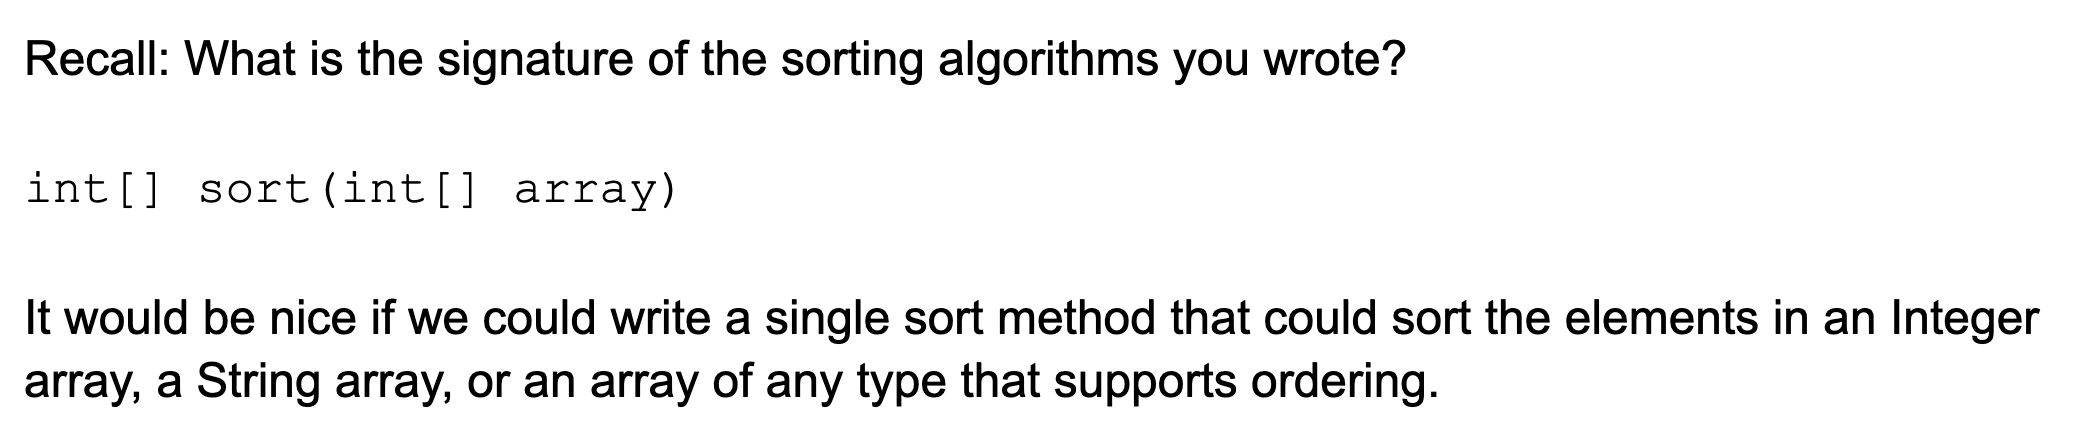 Recall: What is the signature of the sorting algorithms you wrote?
int[] sort(int[] array)
It would be nice if we could write a single sort method that could sort the elements in an Integer
array, a String array, or an array of any type that supports ordering.